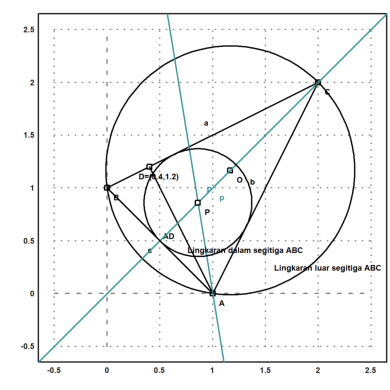 2.5
2
C
1.5
a
D=(0.4,1.2)
O
b
p
p
1
B
P
AD
0.5
c
Lingkaran dalam segitiga ABC
Lingkaran luar segitiga ABC
0
A
-0.5
-0.5 0 0.5 1 1.5 2 2.5